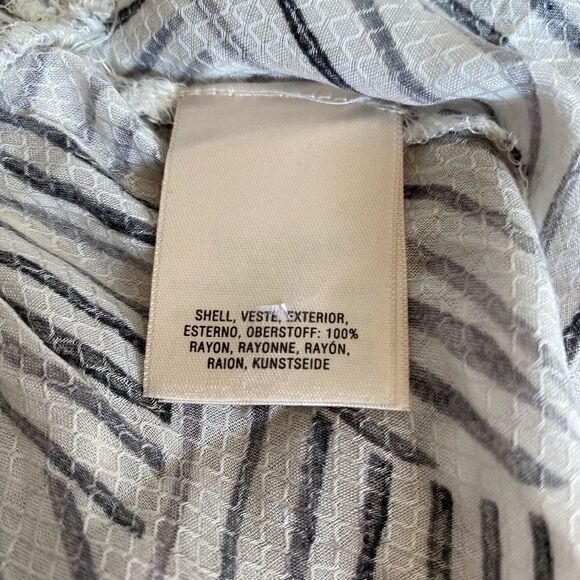 SHELL, VESTE, EXTERIOR,
ESTERNO, OBERSTOFF: 100%
RAYON, RAYONNE, RAYÓN,
RAION, KUNSTSEIDE